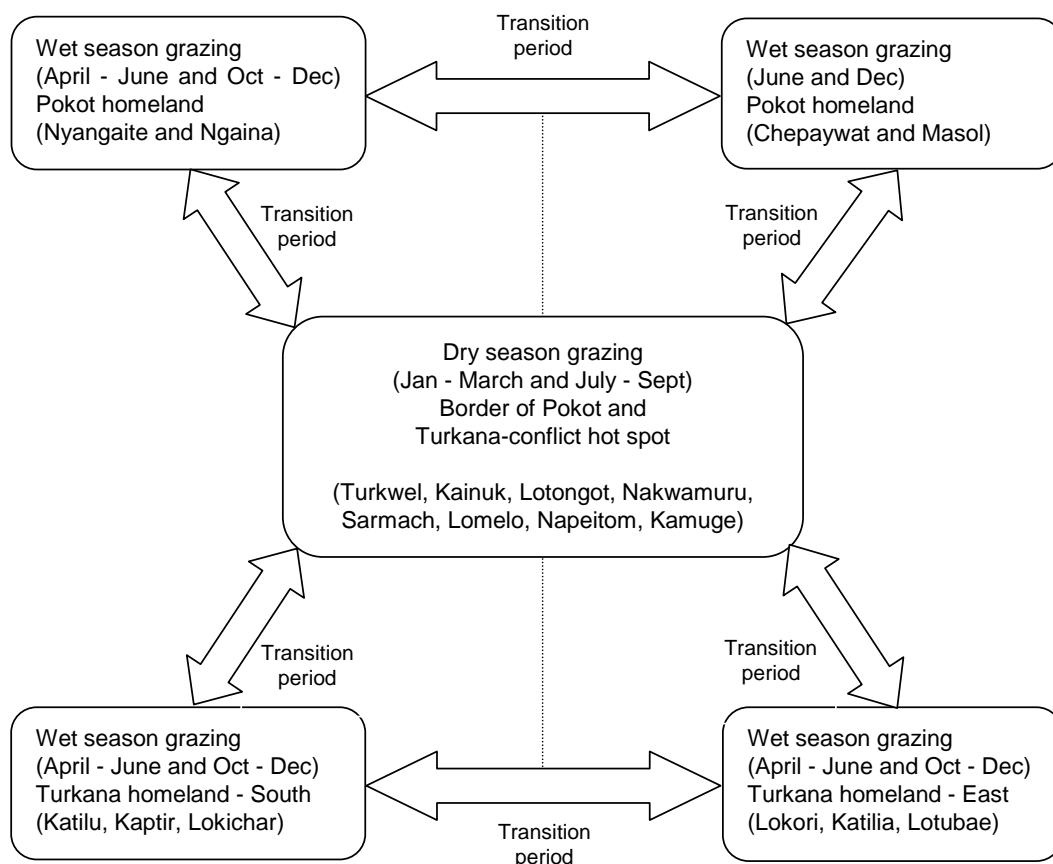 Transition
period
Wet season grazing
(April - June and Oct - Dec)
Pokot homeland
(Nyangaite and Ngaina)
Wet season grazing
(June and Dec)
Pokot homeland
(Chepaywat and Masol)
Transition
period
Transition
period
Dry season grazing
(Jan - March and July - Sept)
Border of Pokot and
Turkana-conflict hot spot
(Turkwel, Kainuk, Lotongot, Nakwamuru,
Sarmach, Lomelo, Napeitom, Kamuge)
Transition
period
Transition
period
Wet season grazing
(April - June and Oct - Dec)
Turkana homeland - South
(Katilu, Kaptir, Lokichar)
Wet season grazing
(April - June and Oct - Dec)
Turkana homeland - East
(Lokori, Katilia, Lotubae)
Transition
period